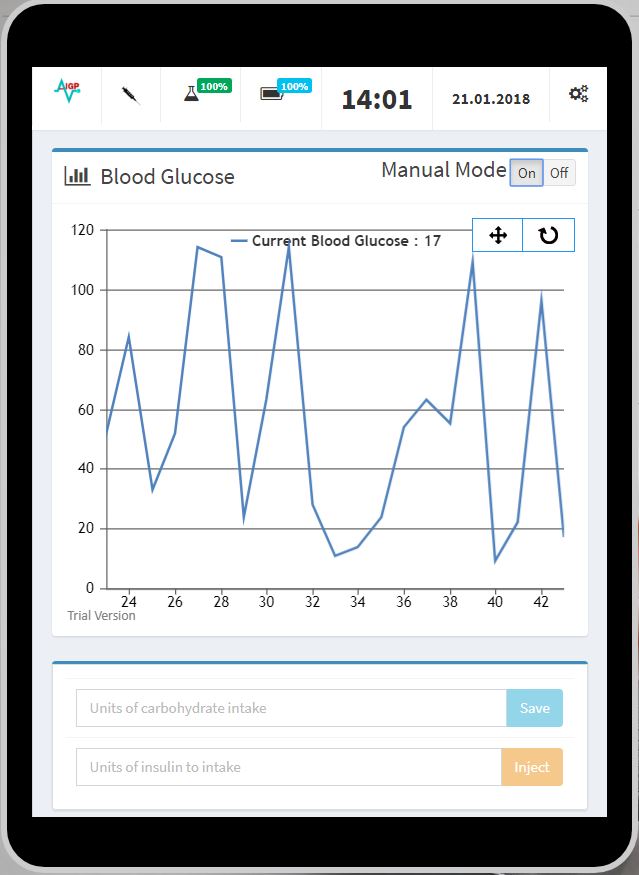 AIGP
100%
100%
14:01
21.01.2018
Blood Glucose
Manual Mode
On
Off
Current Blood Glucose : 17
120
100
80
60
40
20
0
24 26 28 30 32 34 36 38 40 42
Trial Version
Units of carbohydrate intake
Save
Units of insulin to intake
Inject